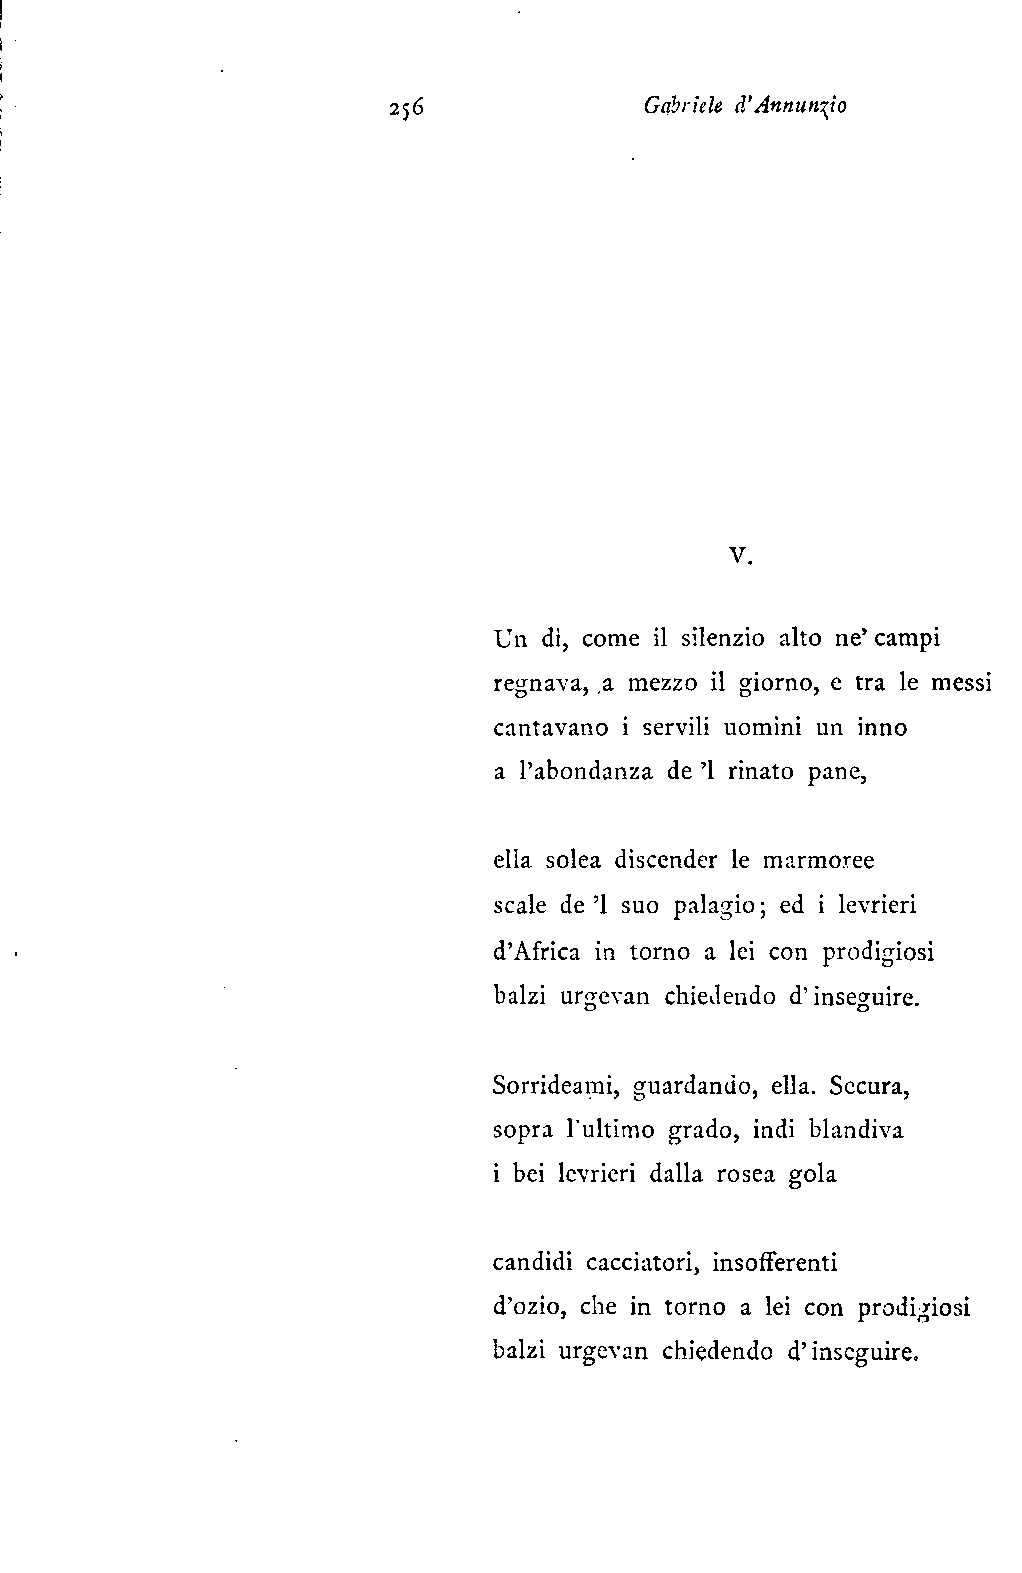 256 Gabriele d'Annunzio
V.
Un dì, come il silenzio alto ne' campi
regnava, a mezzo il giorno, e tra le messi
cantavano i servili uomini un inno
a l'abondanza de 'l rinato pane,
ella solea discender le marmoree
scale de 'l suo palagio; ed i levrieri
d'Africa in torno a lei con prodigiosi
balzi urgevan chiedendo d'inseguire.
Sorrideami, guardando, ella. Secura,
sopra l'ultimo grado, indi blandiva
i bei levrieri dalla rosea gola
candidi cacciatori, insofferenti
d'ozio, che in torno a lei con prodigiosi
balzi urgevan chiedendo d'inseguire.